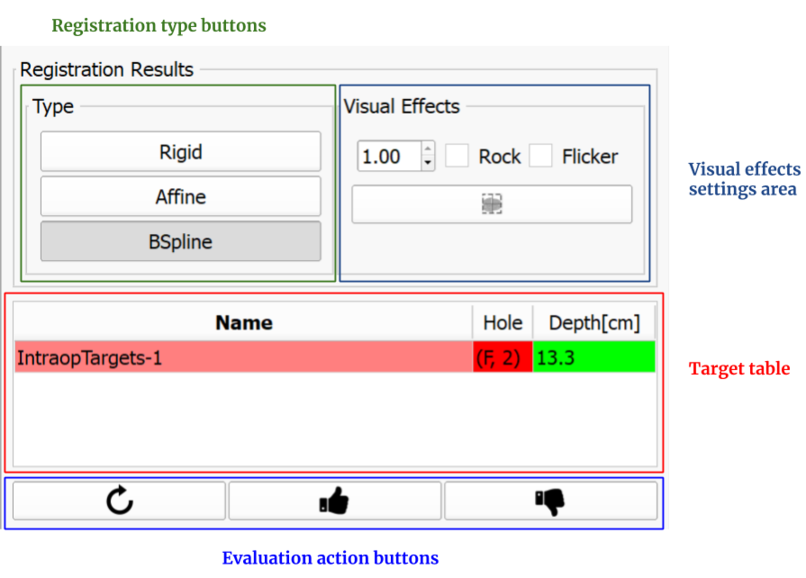 Registration type buttons
Registration Results
Type
Visual Effects
Rigid
1.00
Rock
Flicker
Affine
BSpline
Visual effects
settings area
Name
Hole
Depth[cm]
IntraopTargets-1
(F, 2)
13.3
Target table
Evaluation action buttons